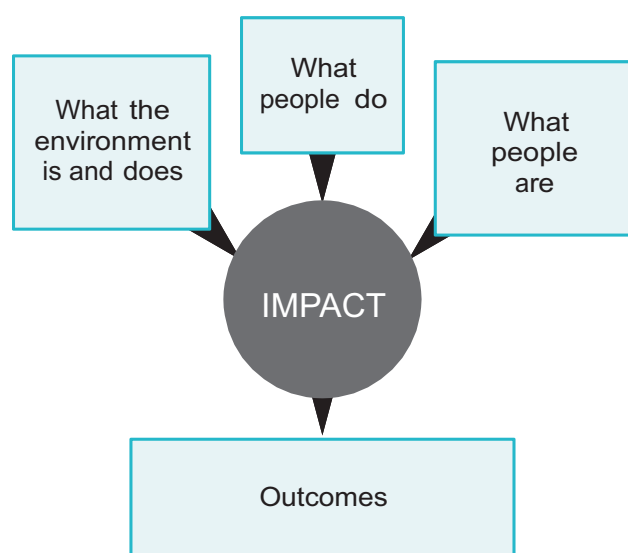 What the
environment
is and does
What
people do
What
people
are
IMPACT
Outcomes